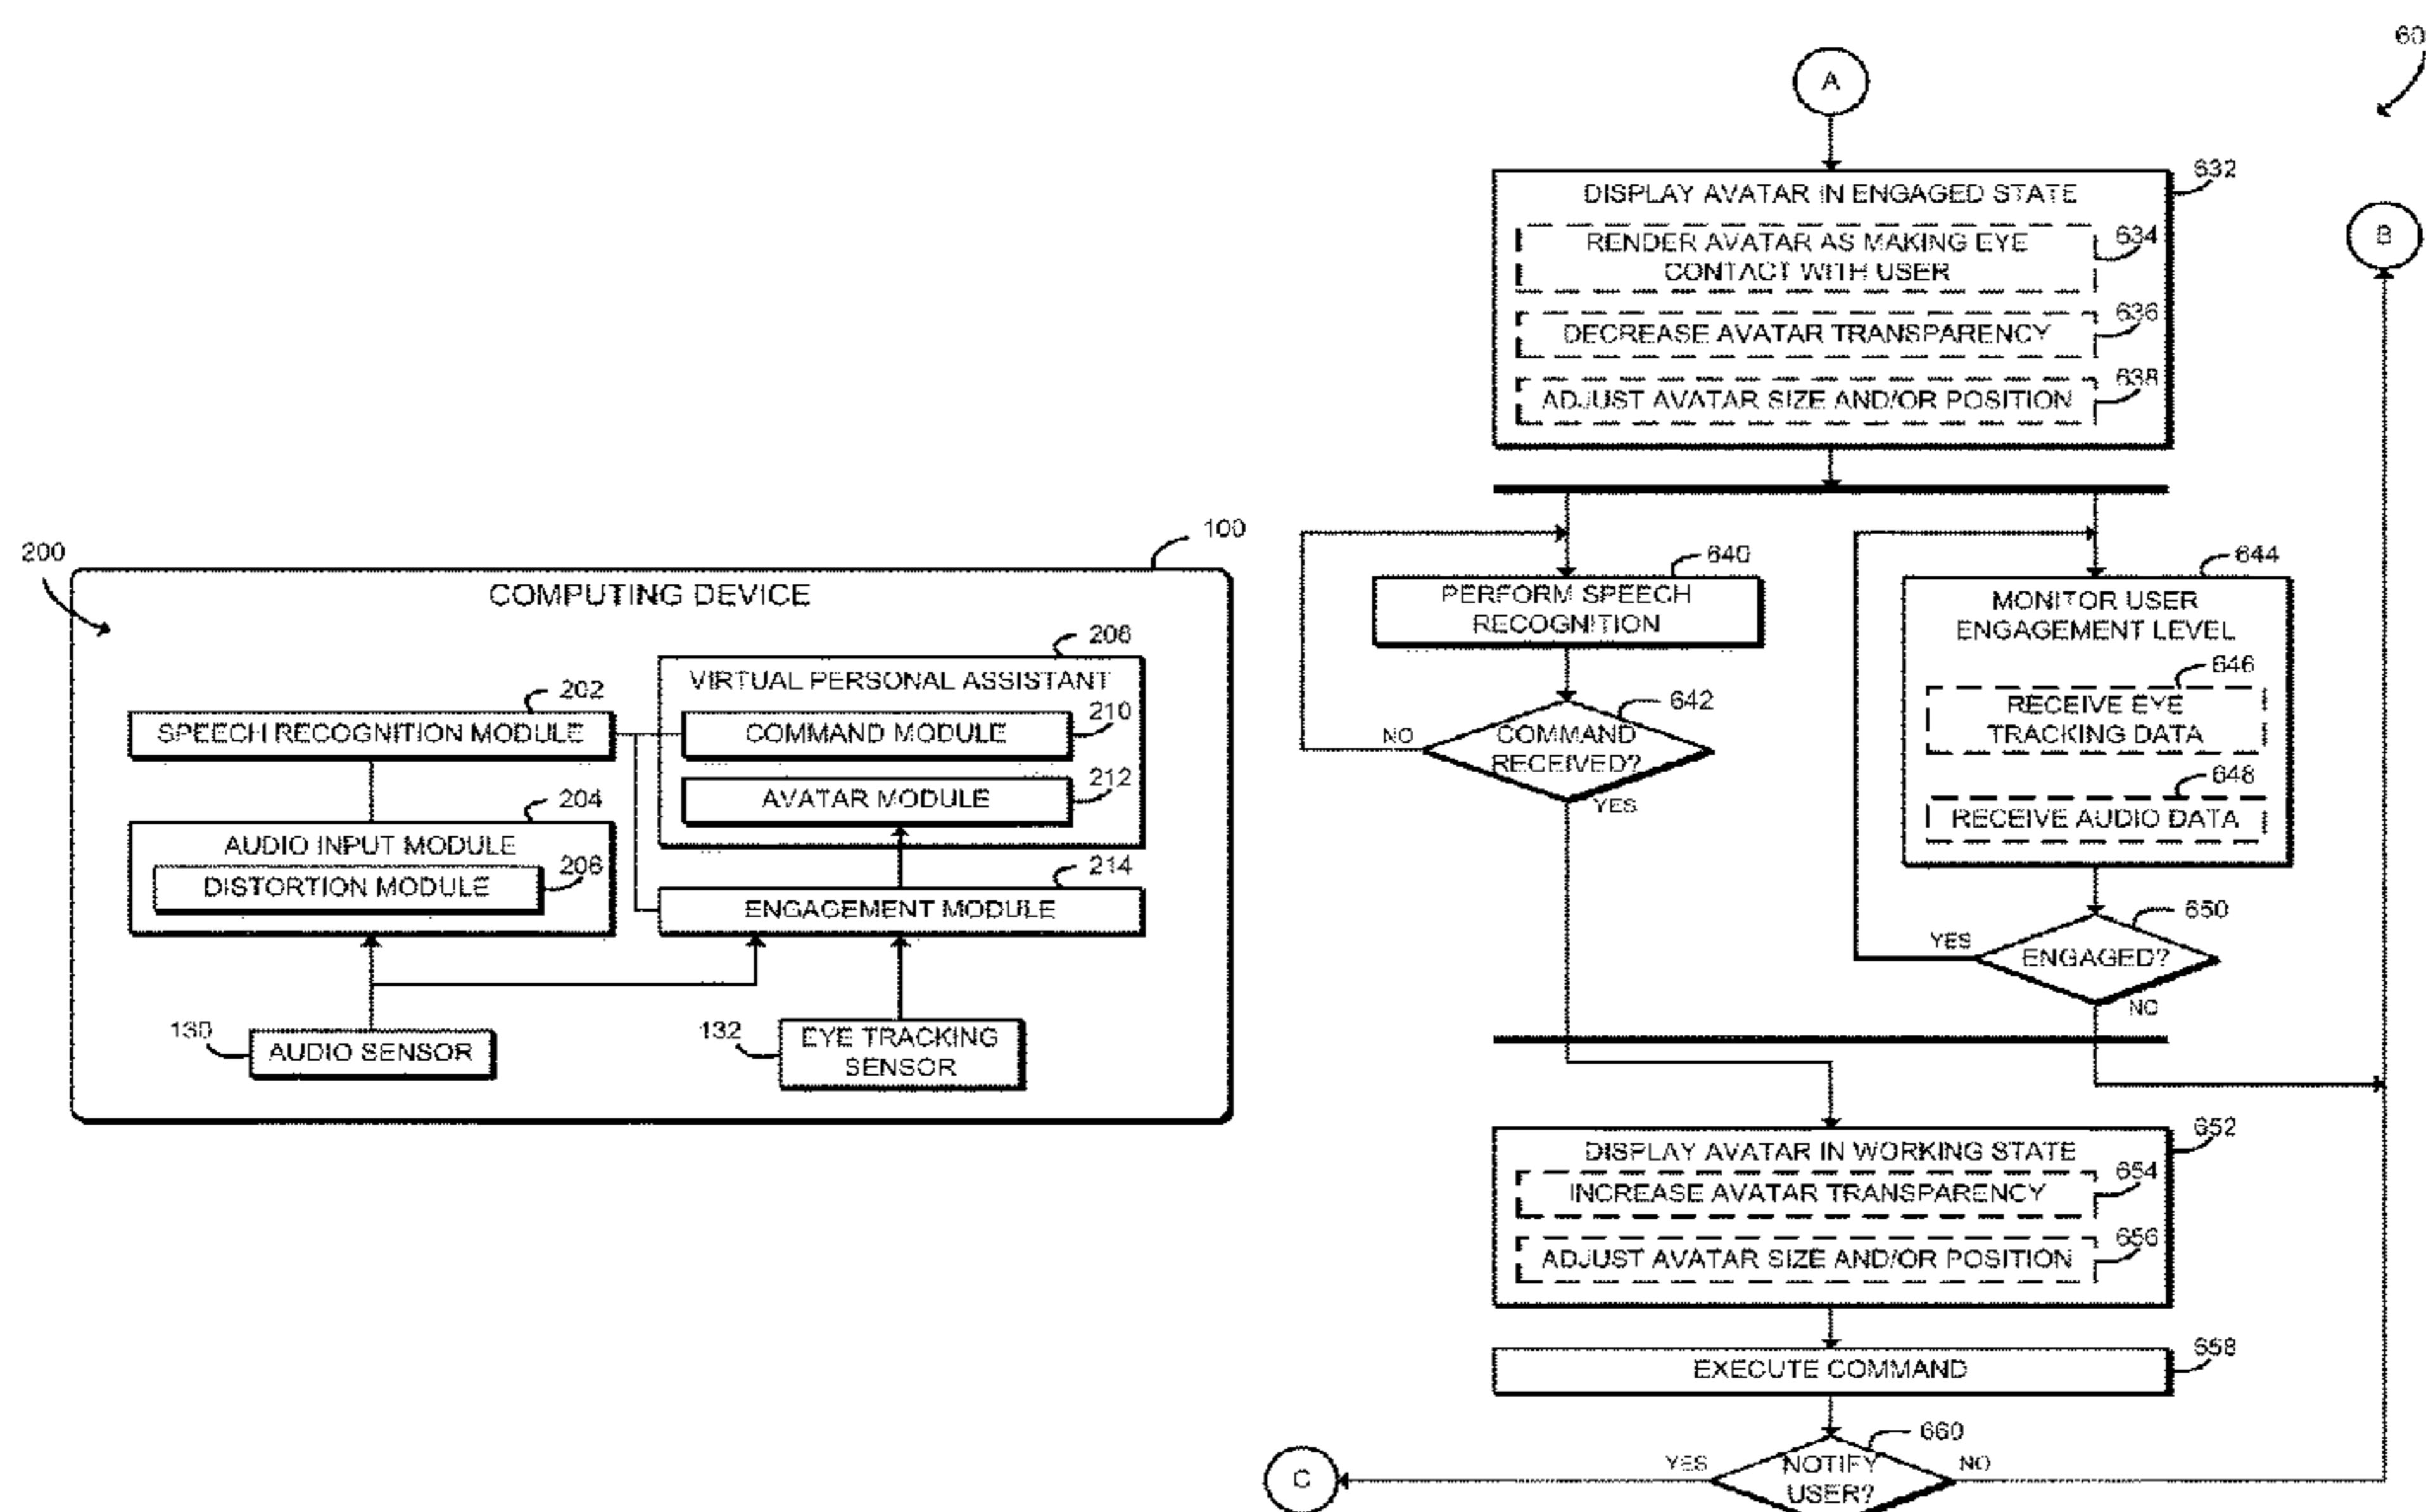 200
100
COMPUTING DEVICE
208
VIRTUAL PERSONAL ASSISTANT
202
SPEECH RECOGNITION MODULE
COMMAND MODULE
210
AVATAR MODULE
212
204
AUDIO INPUT MODULE
DISTORTION MODULE
206
214
ENGAGEMENT MODULE
130
AUDIO SENSOR
132
EYE TRACKING
SENSOR
60
A
B
632
DISPLAY AVATAR IN ENGAGED STATE
RENDER AVATAR AS MAKING EYE
CONTACT WITH USER
634
DECREASE AVATAR TRANSPARENCY
636
ADJUST AVATAR SIZE AND/OR POSITION
638
640
PERFORM SPEECH
RECOGNITION
642
COMMAND
RECEIVED?
NO
YES
644
MONITOR USER
ENGAGEMENT LEVEL
646
RECEIVE EYE
TRACKING DATA
648
RECEIVE AUDIO DATA
650
ENGAGED?
YES
NO
652
DISPLAY AVATAR IN WORKING STATE
INCREASE AVATAR TRANSPARENCY
654
ADJUST AVATAR SIZE AND/OR POSITION
656
EXECUTE COMMAND
658
660
NOTIFY
USER?
YES
NO
C